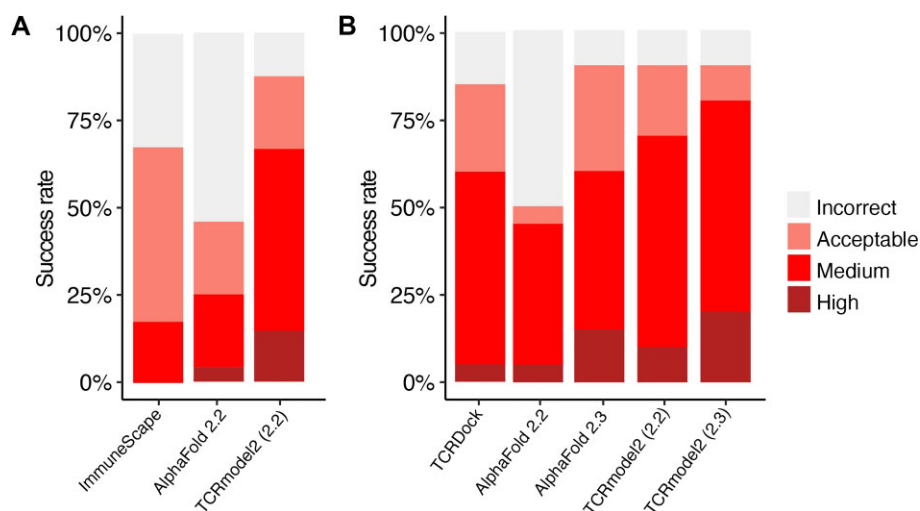 A
B
100%
75%
50%
25%
0%
Success rate
ImmuneScape
AlphaFold 2.2
TCRmodel2 (2.2)
100%
75%
50%
25%
0%
Success rate
TCRDock
AlphaFold 2.2
AlphaFold 2.3
TCRmodel2 (2.2)
TCRmodel2 (2.3)
Incorrect
Acceptable
Medium
High